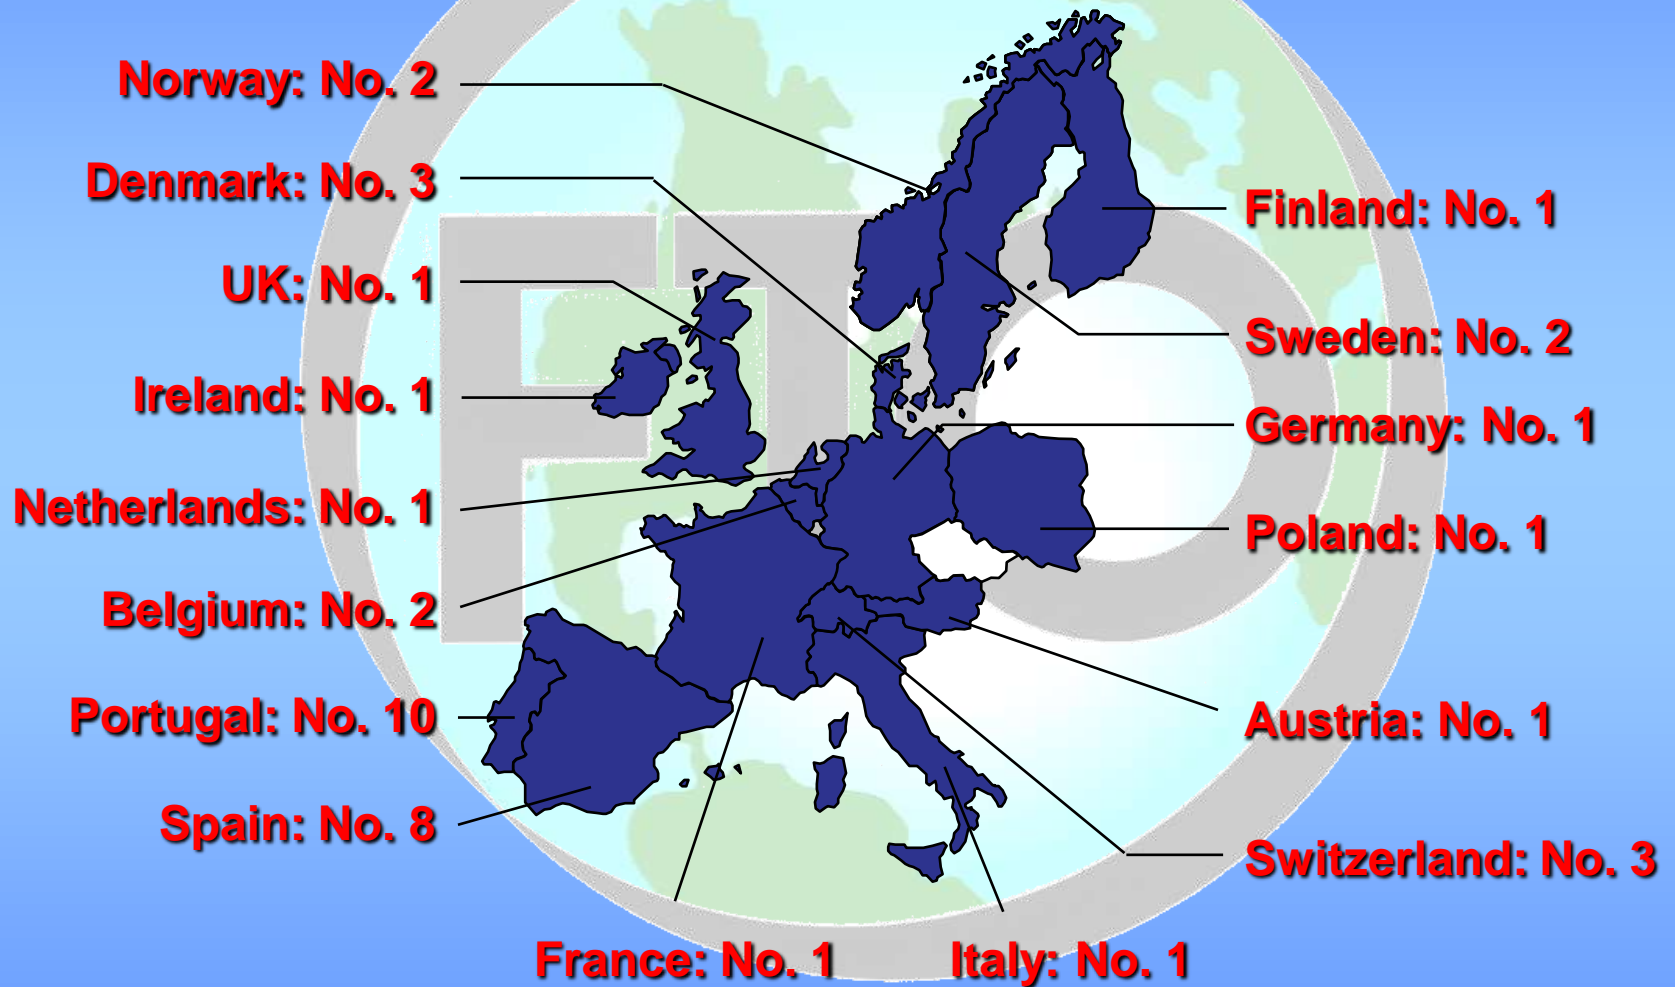 Norway: No. 2
Denmark: No. 3
UK: No. 1
Ireland: No. 1
Netherlands: No. 1
Belgium: No. 2
Portugal: No. 10
Spain: No. 8
France: No. 1
Italy: No. 1
Finland: No. 1
Sweden: No. 2
Germany: No. 1
Poland: No. 1
Austria: No. 1
Switzerland: No. 3
FTO